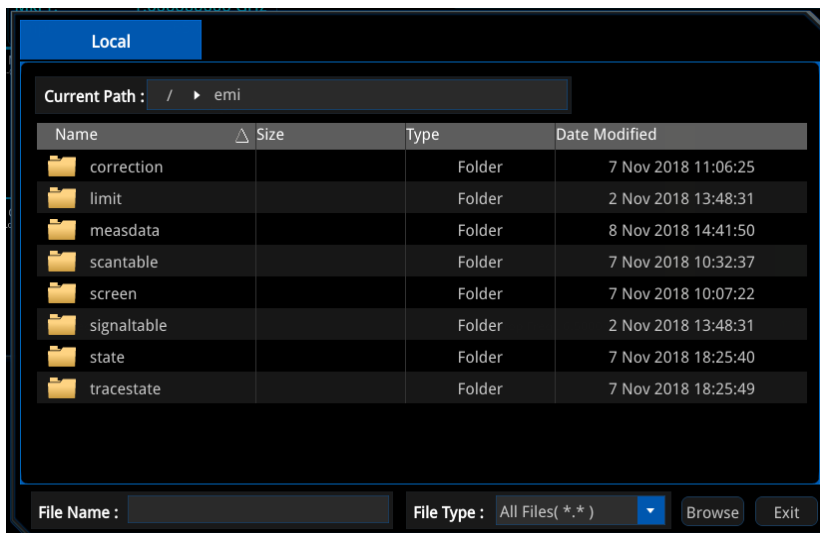 Local
Current Path : / ▸ emi
Name △ Size Type Date Modified
correction Folder 7 Nov 2018 11:06:25
limit Folder 2 Nov 2018 13:48:31
measdata Folder 8 Nov 2018 14:41:50
scantable Folder 7 Nov 2018 10:32:37
screen Folder 7 Nov 2018 10:07:22
signaltable Folder 2 Nov 2018 13:48:31
state Folder 7 Nov 2018 18:25:40
tracestate Folder 7 Nov 2018 18:25:49
File Name : File Type : All Files( *.* ) Browse Exit